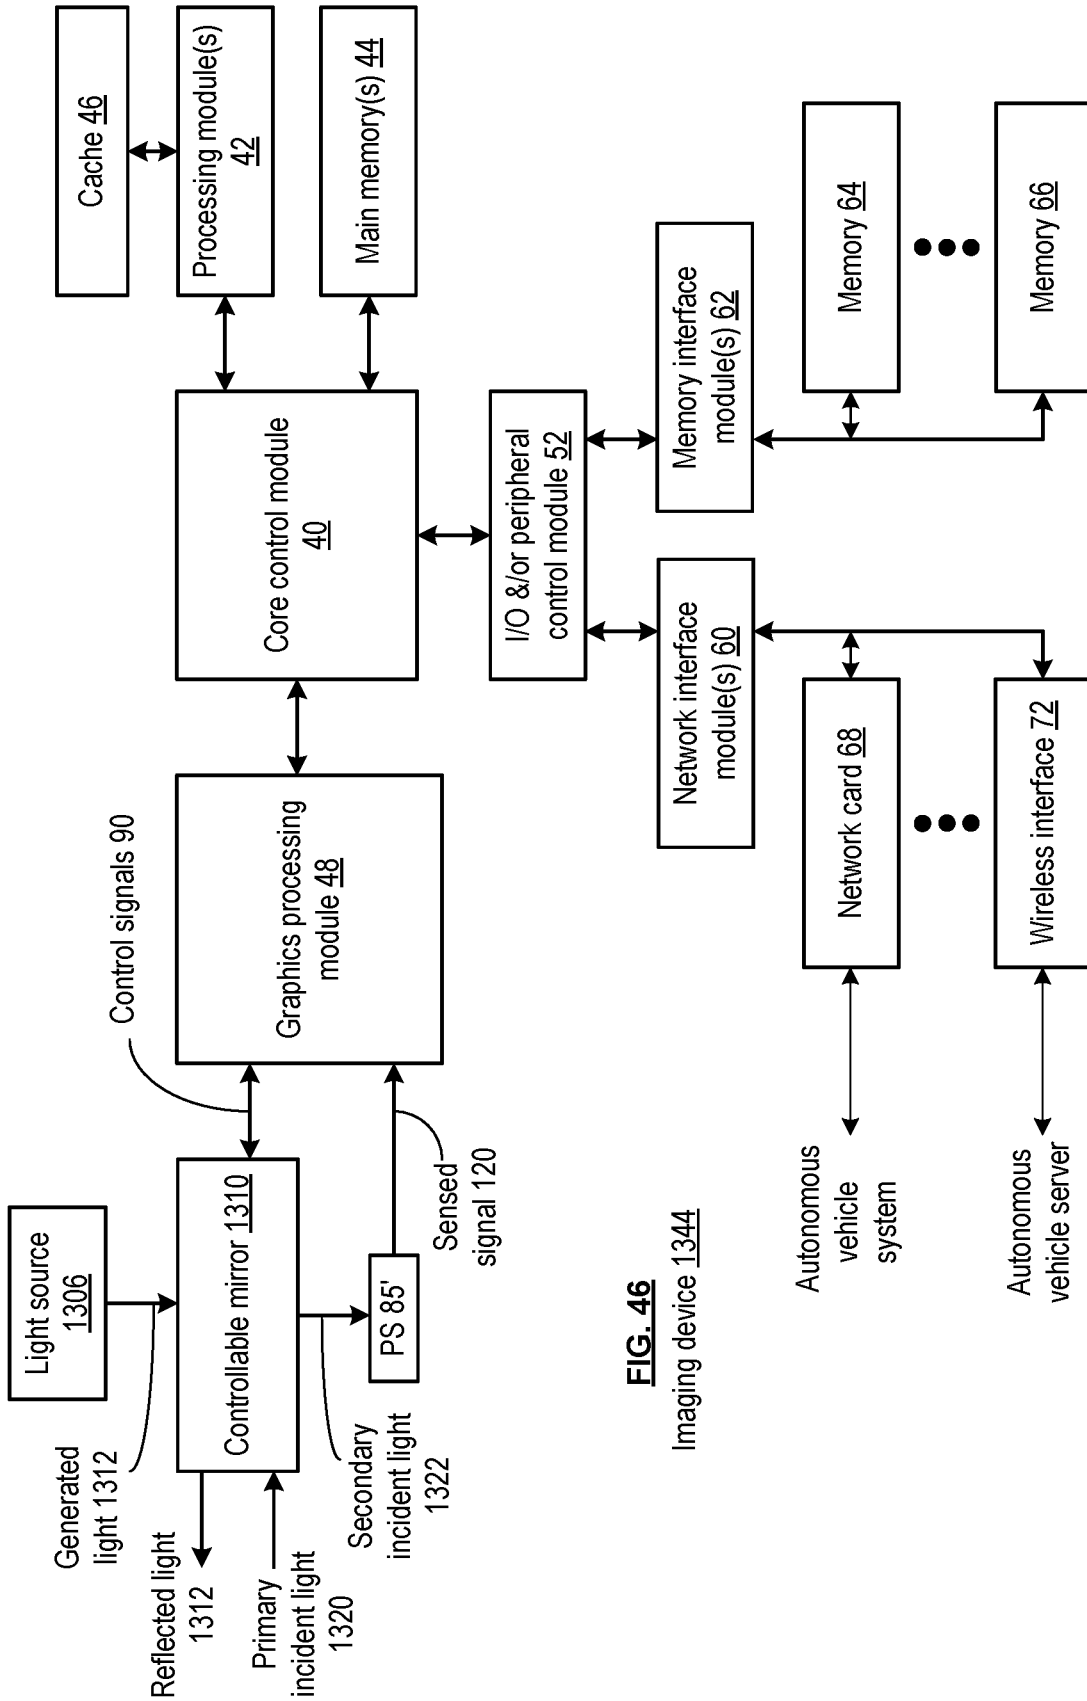 Light source
1306
Generated
light 1312
Reflected light
1312
Primary
incident light
1320
Controllable mirror 1310
Secondary
incident light
1322
PS 85'
Control signals 90
Sensed
signal 120
Graphics processing
module 48
Core control module
40
Cache 46
Processing module(s)
42
Main memory(s) 44
I/O &/or peripheral
control module 52
Network interface
module(s) 60
Memory interface
module(s) 62
Network card 68
Wireless interface 72
Memory 64
Memory 66
Autonomous
vehicle
system
Autonomous
vehicle server
FIG. 46
Imaging device 1344